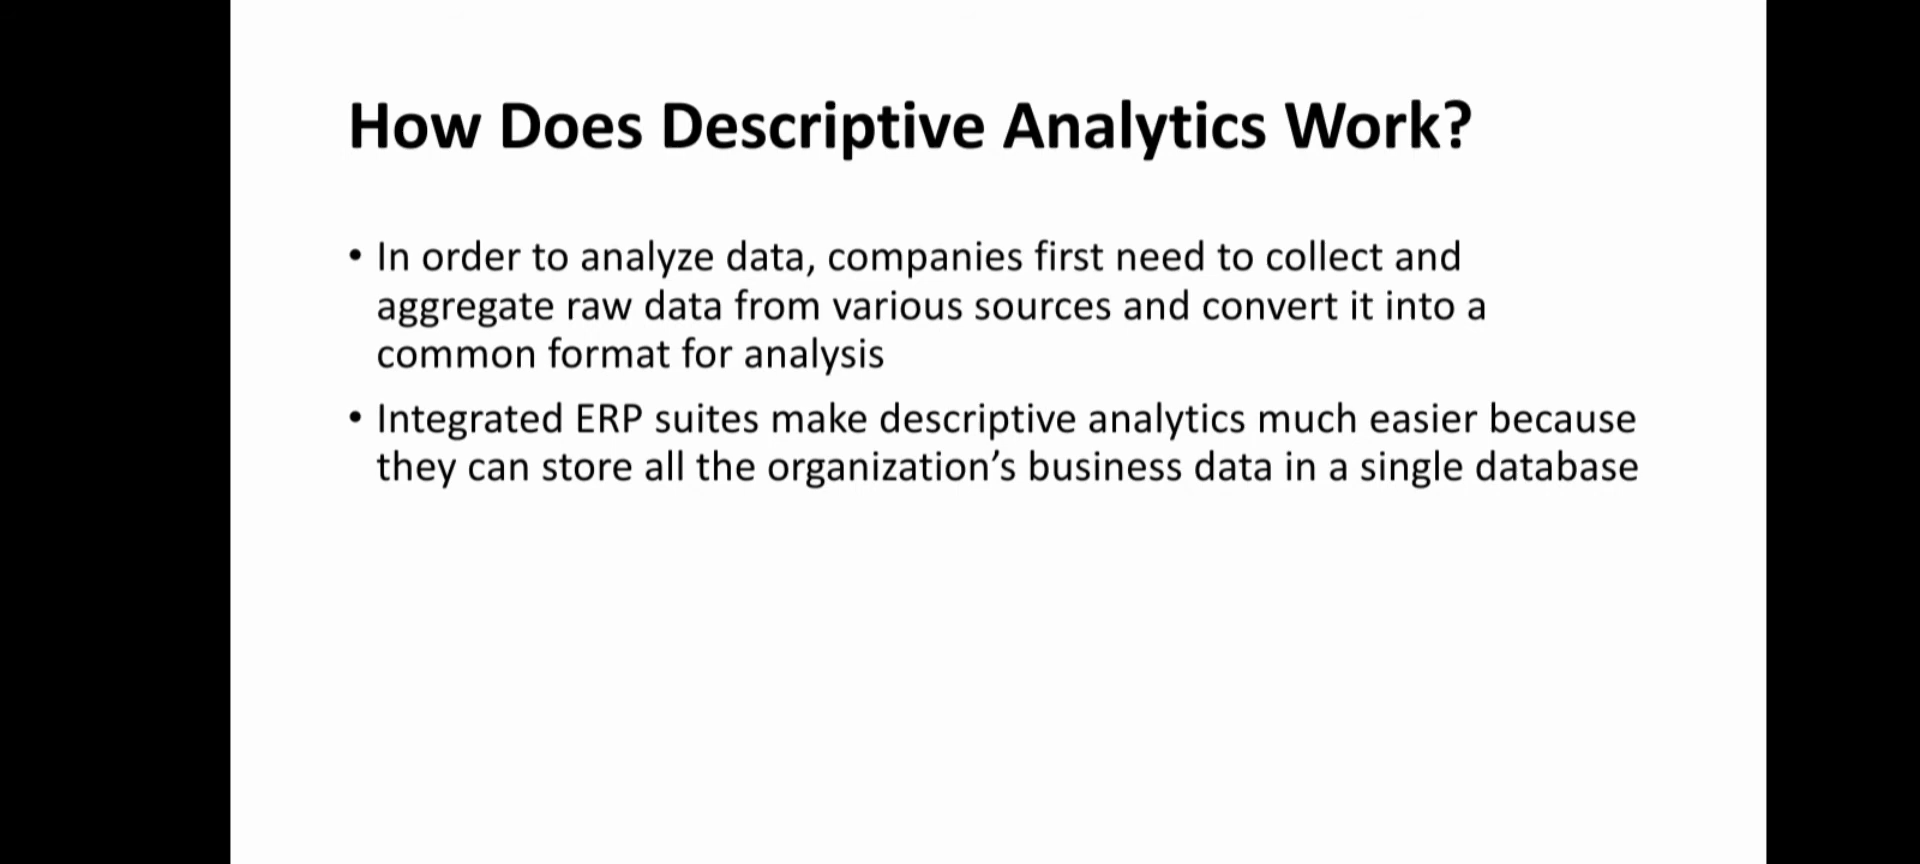 How Does Descriptive Analytics Work?
• In order to analyze data, companies first need to collect and
aggregate raw data from various sources and convert it into a
common format for analysis
• Integrated ERP suites make descriptive analytics much easier because
they can store all the organization’s business data in a single database